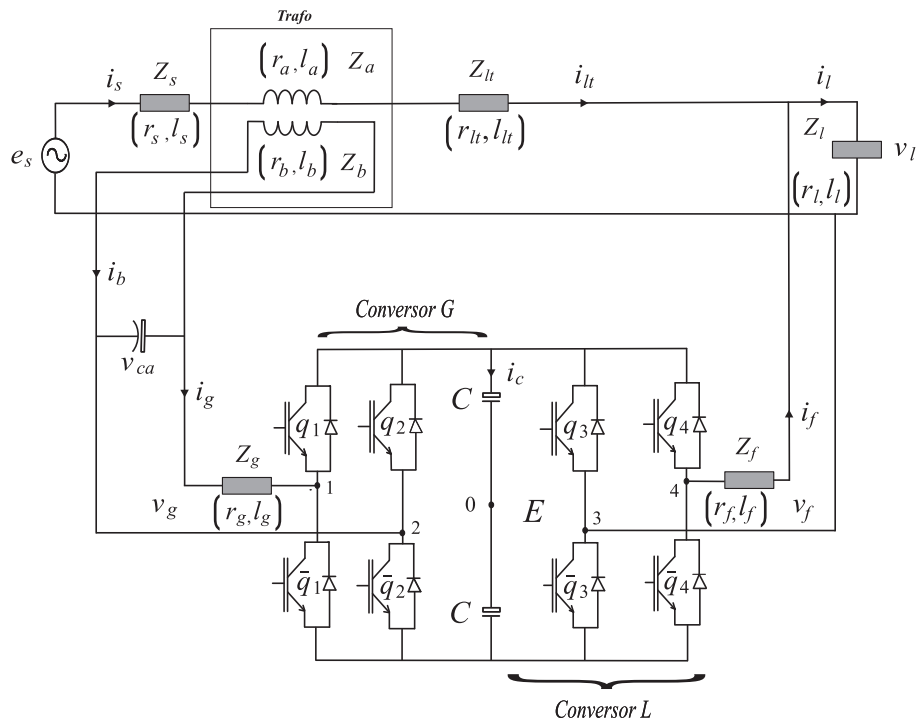 Trafo
(r_a, l_a) Z_a
i_s Z_s
Z_lt i_lt i_l
(r_s, l_s)
(r_lt, l_lt)
Z_l
e_s
v_l
(r_b, l_b) Z_b
(r_l, l_l)
i_b
Conversor G
v_ca
i_g
i_c
C
i_f
q_1 q_2 q_3 q_4
Z_g
Z_f
1
4
v_g
(r_g, l_g)
0
E
(r_f, l_f)
v_f
2
3
q̄_1 q̄_2 q̄_3 q̄_4
C
Conversor L